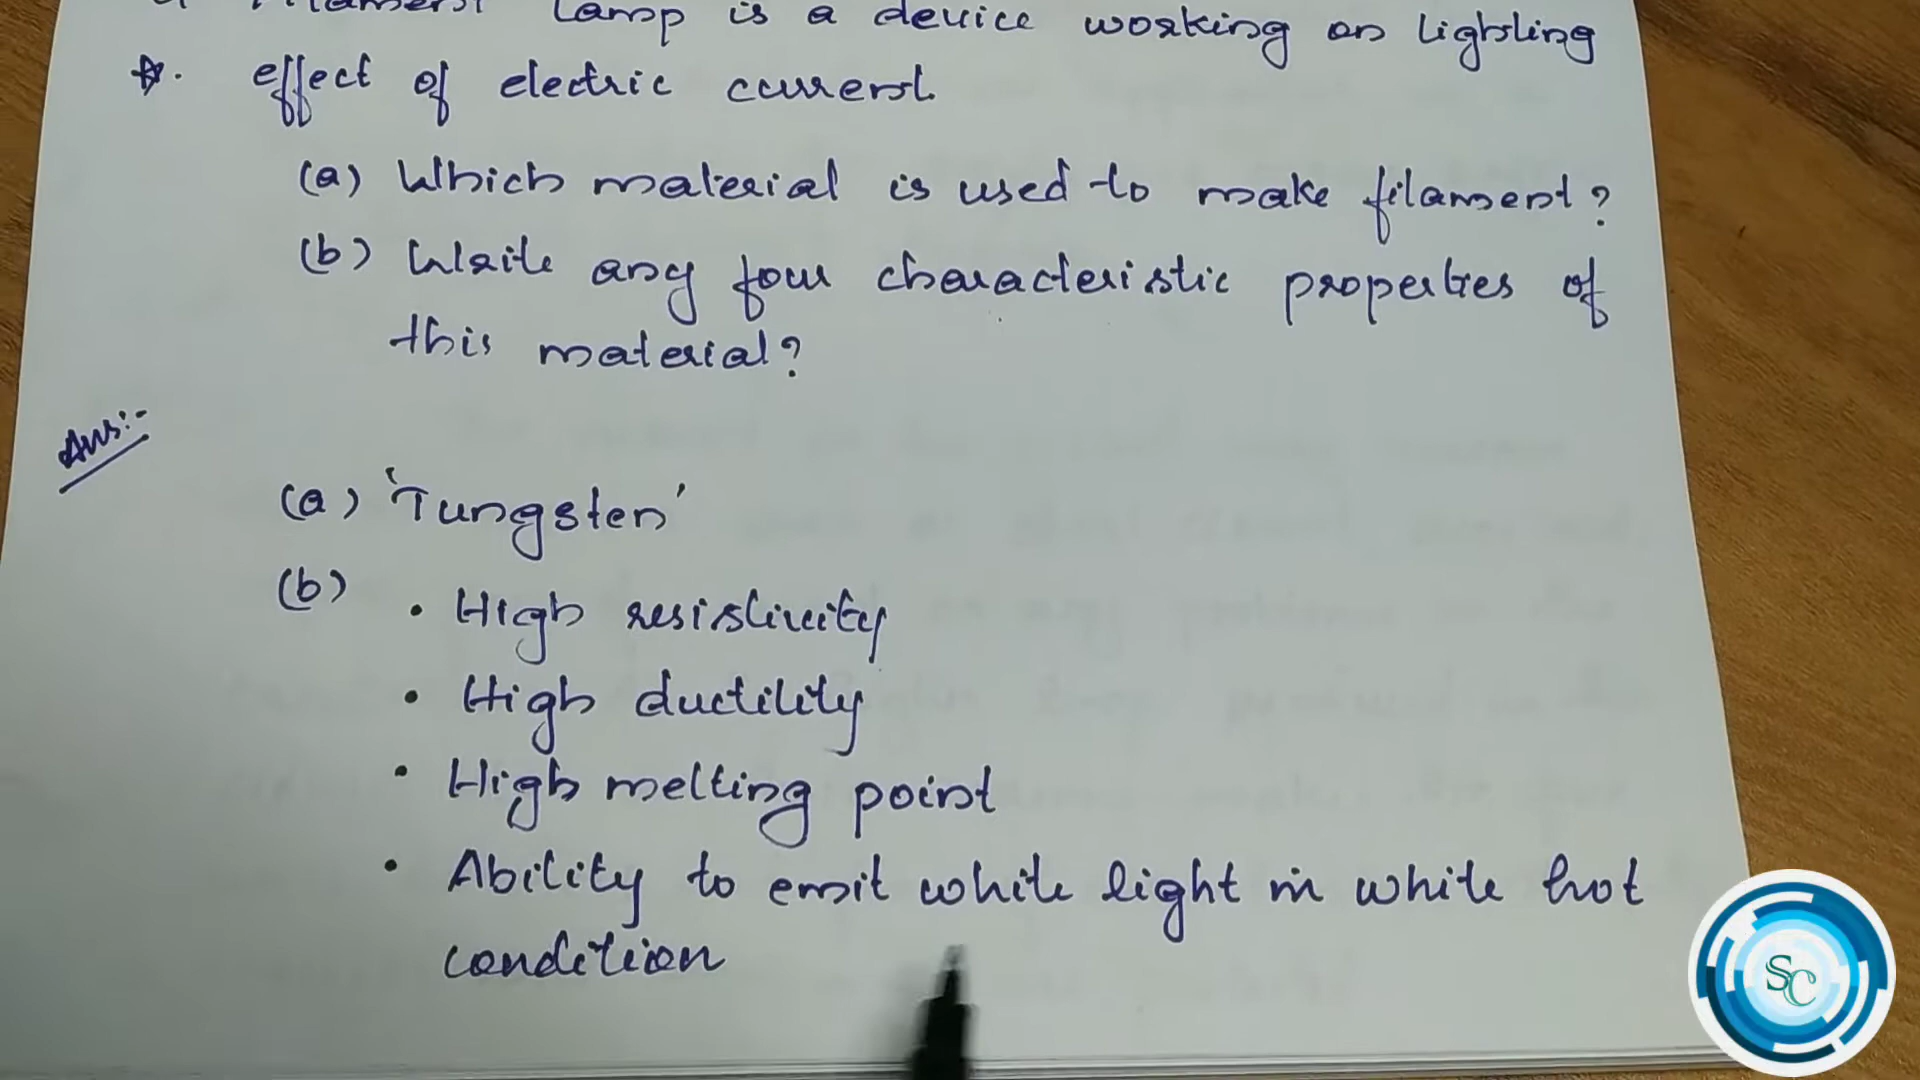 Filament lamp is a device working on lighting
☆. effect of electric current.
(a) Which material is used to make filament?
(b) Write any four characteristic properties of
this material?
Ans:-
(a) 'Tungsten'
(b) • High resistivity
• High ductility
• High melting point
• Ability to emit white light in white hot
condition
SC